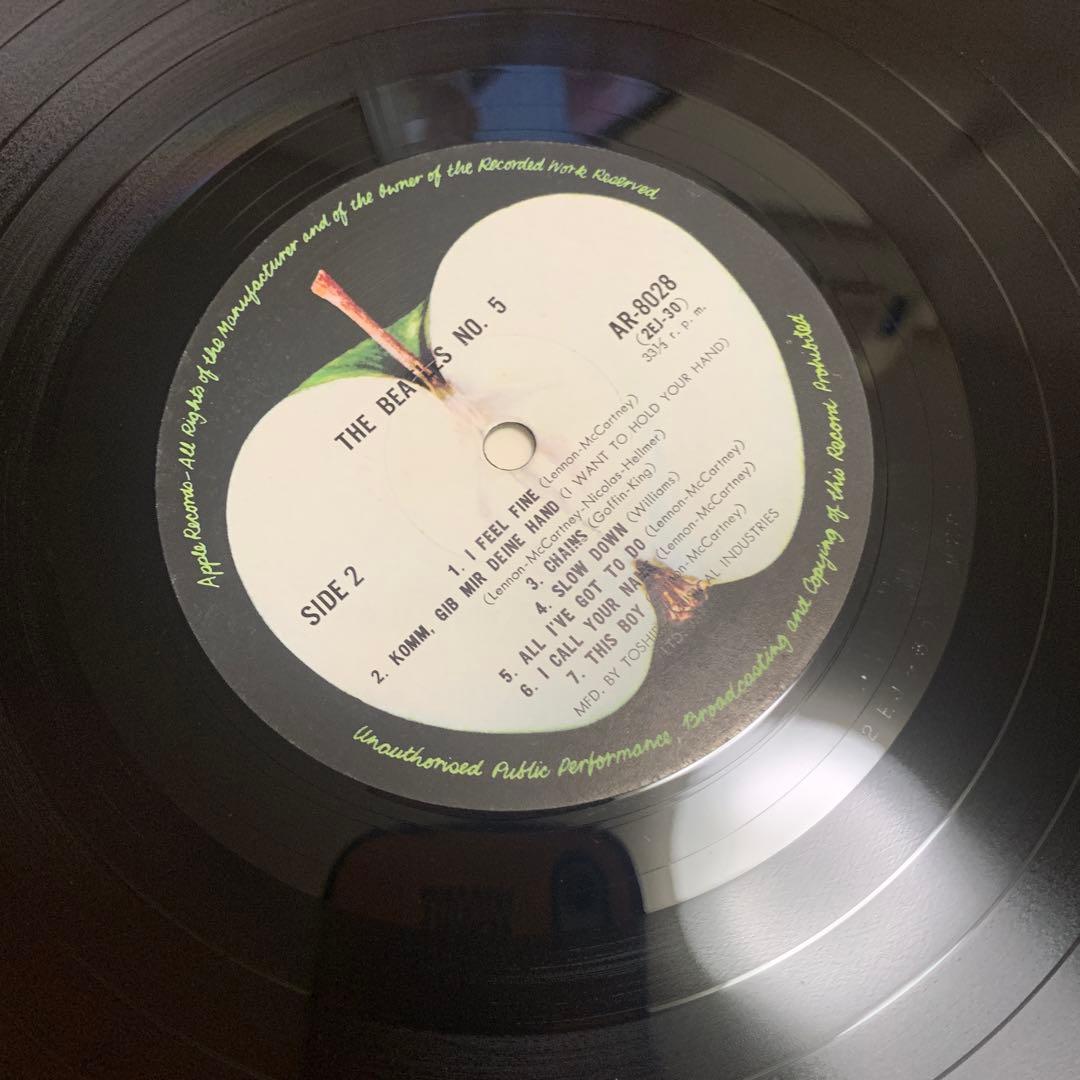 Apple Records-All Rights of the Manufacturer and of the Owner of the Recorded Work Reserved
THE BEATLES NO. 5
AR-8028
(2EJ-30)
33⅓ r. p. m.
SIDE 2
1. I FEEL FINE (Lennon-McCartney)
2. KOMM, GIB MIR DEINE HAND (I WANT TO HOLD YOUR HAND)
(Lennon-McCartney-Nicolas-Hellmer)
3. CHAINS (Goffin-King)
4. SLOW DOWN (Williams)
5. ALL I'VE GOT TO DO (Lennon-McCartney)
6. I CALL YOUR NA (Lennon-McCartney)
7. THIS BOY McCartney)
MFD. BY TOSHI AL INDUSTRIES
LTD.
Unauthorised Public Performance, Broadcasting and Copying of this Record Prohibited